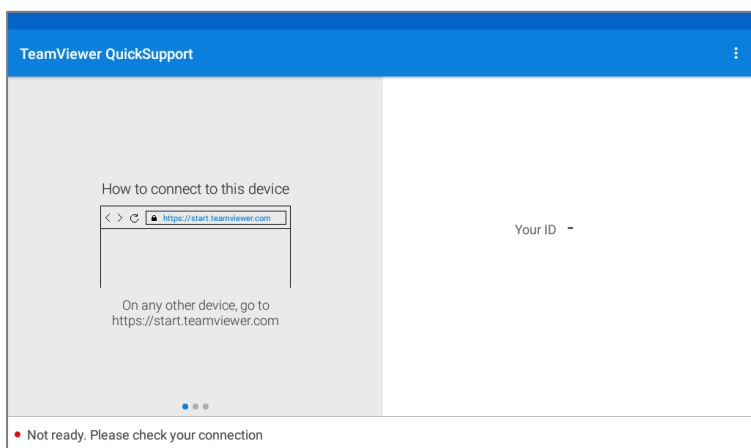 TeamViewer QuickSupport
How to connect to this device
https://start.teamviewer.com
On any other device, go to
https://start.teamviewer.com
Your ID -
Not ready. Please check your connection